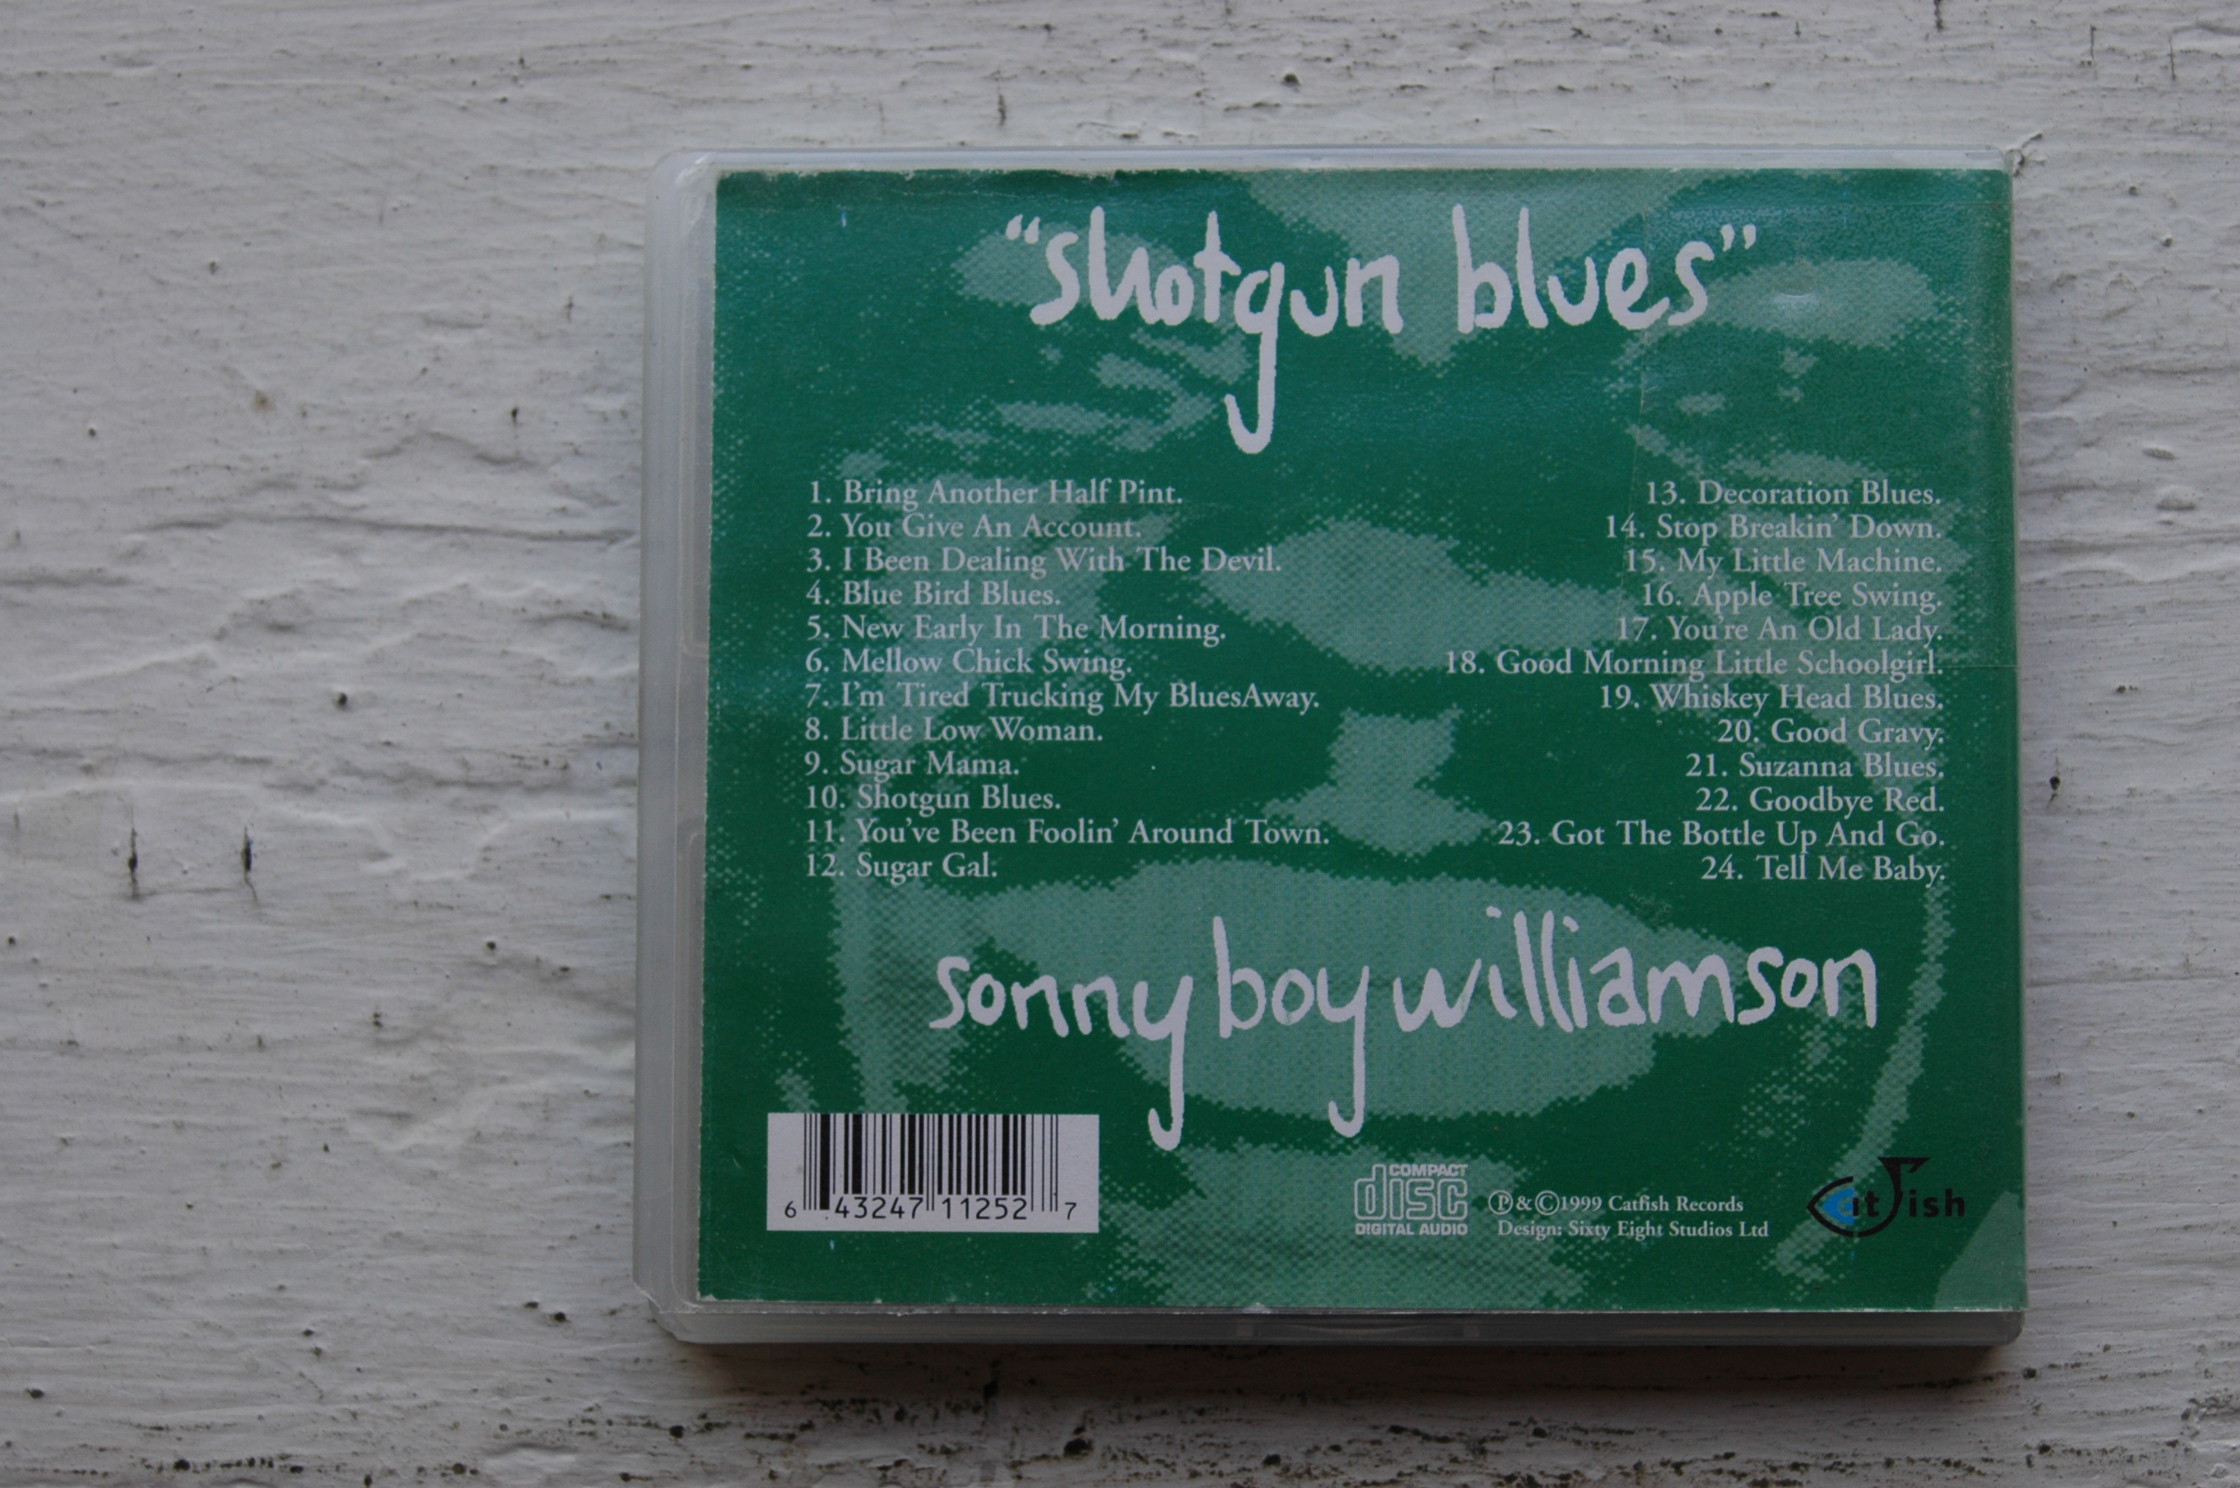 “shotgun blues”
1. Bring Another Half Pint.
2. You Give An Account.
3. I Been Dealing With The Devil.
4. Blue Bird Blues.
5. New Early In The Morning.
6. Mellow Chick Swing.
7. I'm Tired Trucking My BluesAway.
8. Little Low Woman.
9. Sugar Mama.
10. Shotgun Blues.
11. You've Been Foolin' Around Town.
12. Sugar Gal.
13. Decoration Blues.
14. Stop Breakin' Down.
15. My Little Machine.
16. Apple Tree Swing.
17. You're An Old Lady.
18. Good Morning Little Schoolgirl.
19. Whiskey Head Blues.
20. Good Gravy.
21. Suzanna Blues.
22. Goodbye Red.
23. Got The Bottle Up And Go.
24. Tell Me Baby.
sonny boy williamson
6 43247 11252 7
COMPACT
disc
DIGITAL AUDIO
℗&©1999 Catfish Records
Design: Sixty Eight Studios Ltd
Catfish